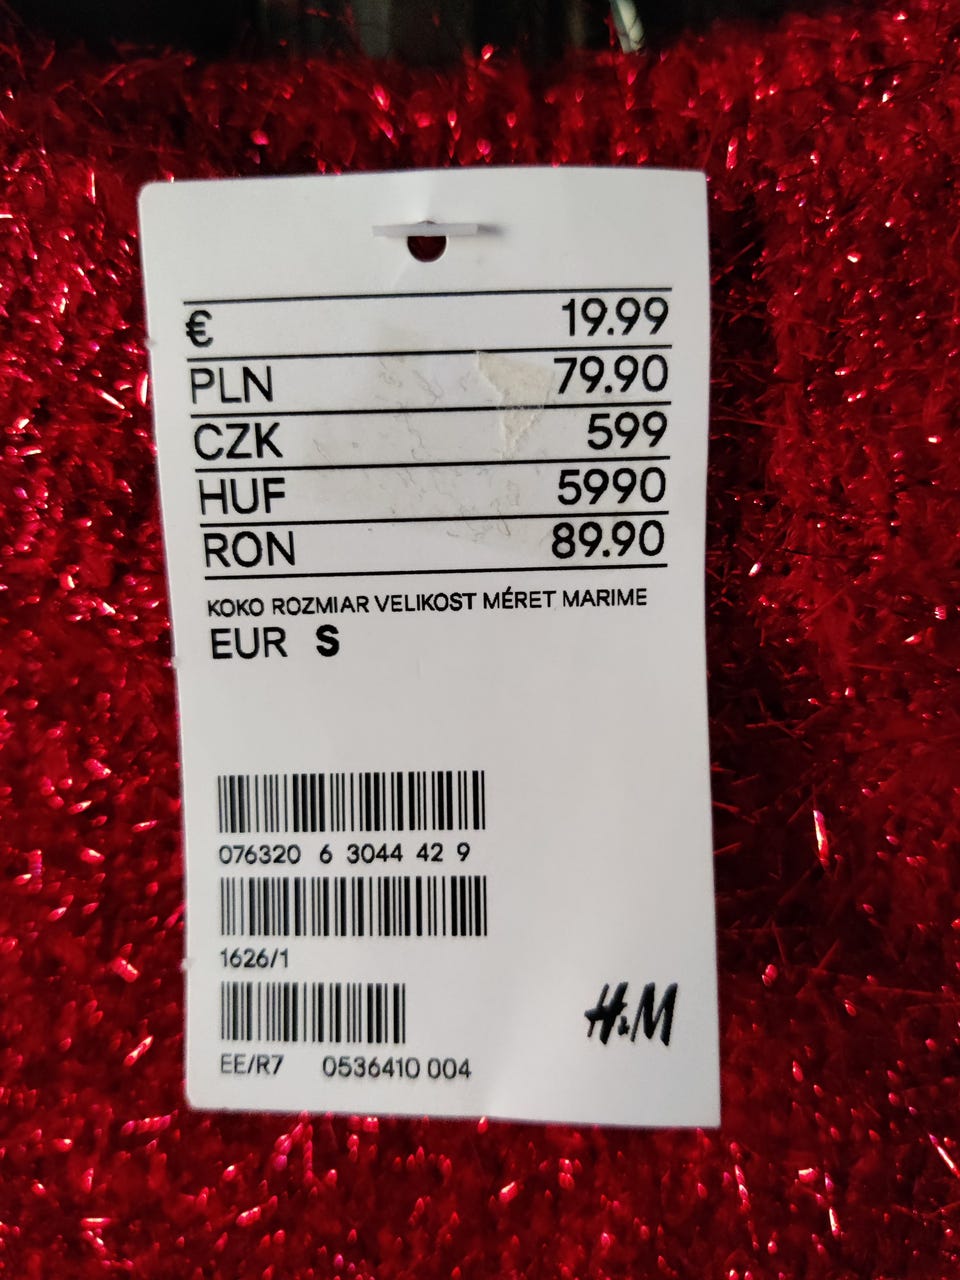 € 19.99
PLN 79.90
CZK 599
HUF 5990
RON 89.90
KOKO ROZMIAR VELIKOST MÉRET MARIME
EUR S
076320 6 3044 42 9
1626/1
H&M
EE/R7 0536410 004